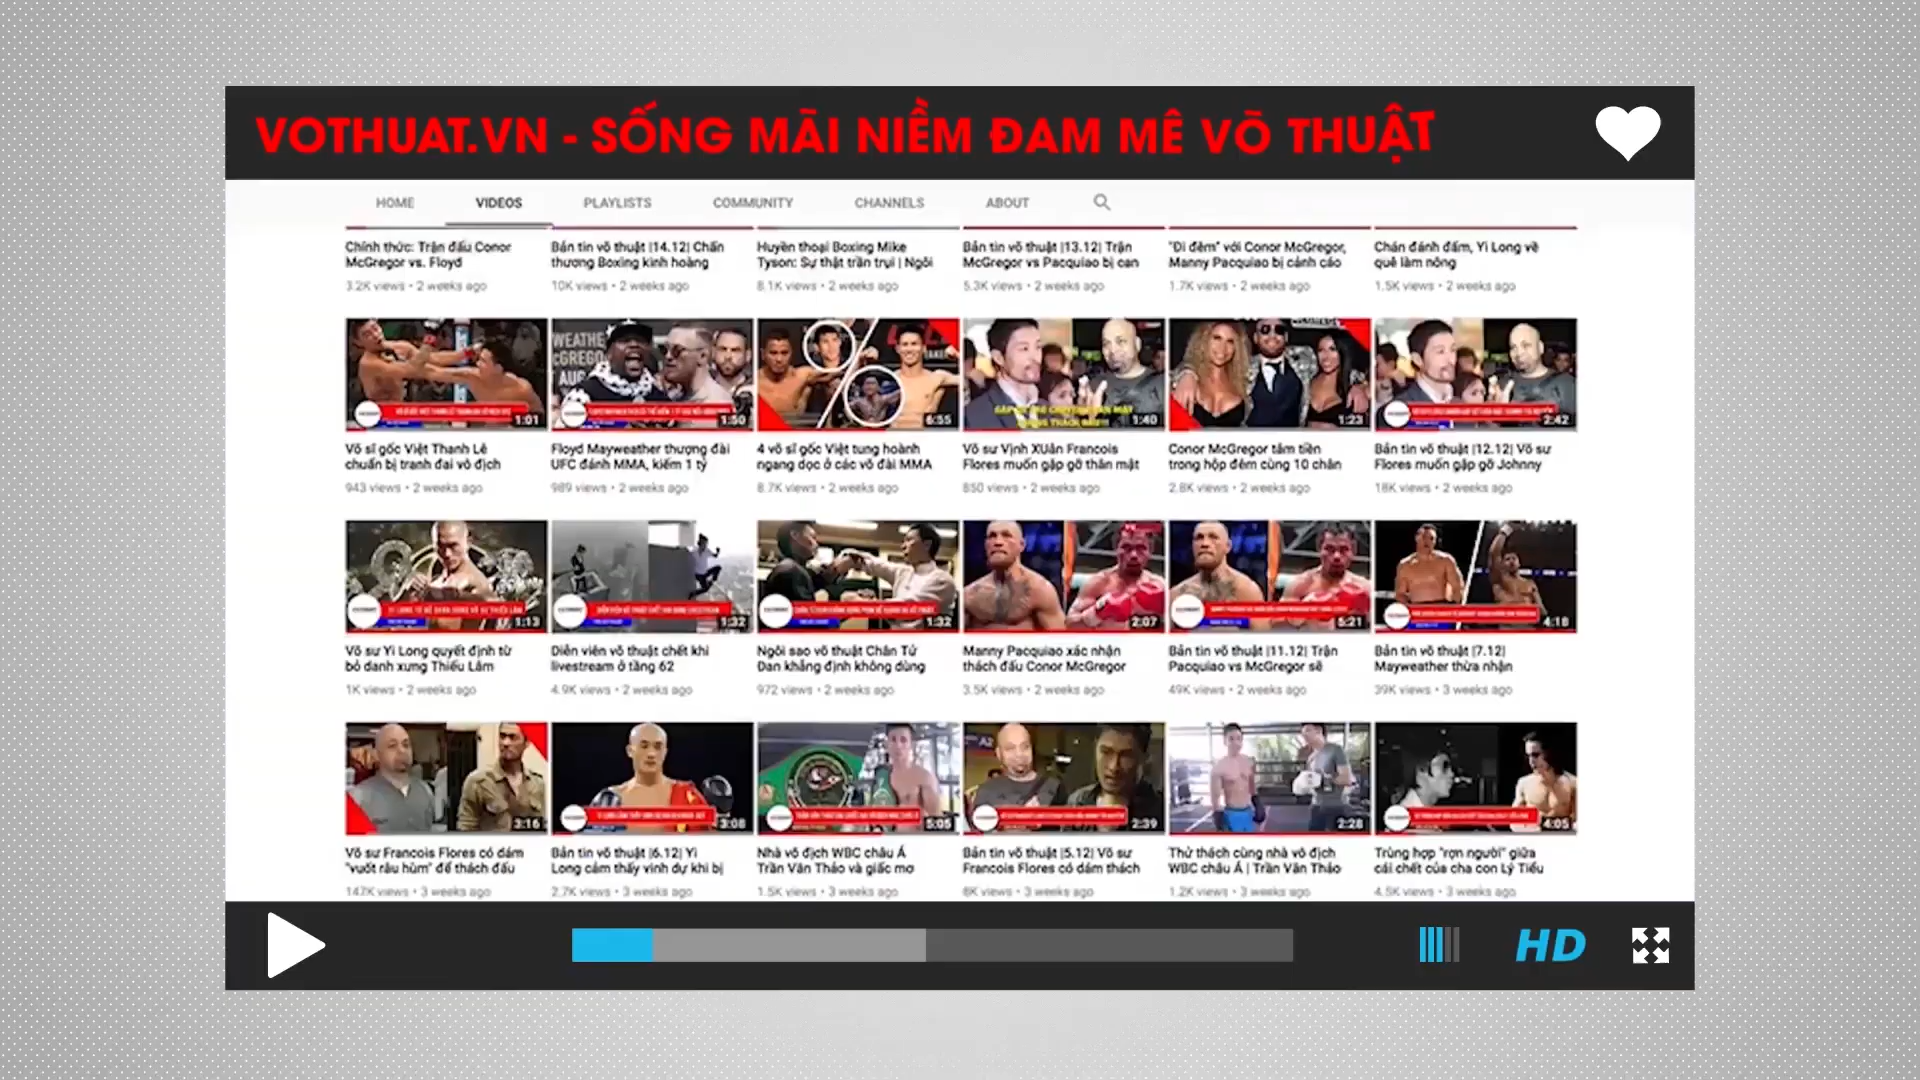 VOTHUAT.VN - SỐNG MÃI NIỀM ĐAM MÊ VÕ THUẬT
HOME VIDEOS PLAYLISTS COMMUNITY CHANNELS ABOUT
Chính thức: Trận đấu Conor
McGregor vs. Floyd
3.2K views • 2 weeks ago
Bản tin võ thuật |14.12| Chấn
thương Boxing kinh hoàng
10K views • 2 weeks ago
Huyền thoại Boxing Mike
Tyson: Sự thật trần trụi | Ngôi
8.1K views • 2 weeks ago
Bản tin võ thuật |13.12| Trận
McGregor vs Pacquiao bị can
5.3K views • 2 weeks ago
"Đi đêm" với Conor McGregor,
Manny Pacquiao bị cảnh cáo
1.7K views • 2 weeks ago
Chán đánh đấm, Yi Long về
quê làm nông
1.5K views • 2 weeks ago
1:01
Võ sĩ gốc Việt Thanh Lê
chuẩn bị tranh đai vô địch
943 views • 2 weeks ago
1:50
Floyd Mayweather thượng đài
UFC đánh MMA, kiếm 1 tỷ
989 views • 2 weeks ago
6:55
4 võ sĩ gốc Việt tung hoành
ngang dọc ở các võ đài MMA
8.7K views • 2 weeks ago
1:40
Võ sư Vịnh XUân Francois
Flores muốn gặp gỡ thân mật
850 views • 2 weeks ago
1:23
Conor McGregor tắm tiên
trong hộp đêm cùng 10 chân
2.8K views • 2 weeks ago
2:42
Bản tin võ thuật |12.12| Võ sư
Flores muốn gặp gỡ Johnny
18K views • 2 weeks ago
1:13
Võ sư Yi Long quyết định từ
bỏ danh xưng Thiếu Lâm
1K views • 2 weeks ago
1:32
Diễn viên võ thuật chết khi
livestream ở tầng 62
4.9K views • 2 weeks ago
1:32
Ngôi sao võ thuật Chân Tử
Đan khẳng định không dùng
972 views • 2 weeks ago
2:07
Manny Pacquiao xác nhận
thách đấu Conor McGregor
3.5K views • 2 weeks ago
5:21
Bản tin võ thuật |11.12| Trận
Pacquiao vs McGregor sẽ
49K views • 2 weeks ago
4:18
Bản tin võ thuật |7.12|
Mayweather thừa nhận
39K views • 3 weeks ago
3:16
Võ sư Francois Flores có dám
"vuốt râu hùm" để thách đấu
147K views • 3 weeks ago
3:08
Bản tin võ thuật |6.12| Yi
Long cảm thấy vinh dự khi bị
2.7K views • 3 weeks ago
5:05
Nhà vô địch WBC châu Á
Trần Văn Thảo và giấc mơ
1.5K views • 3 weeks ago
2:39
Bản tin võ thuật |5.12| Võ sư
Francois Flores có dám thách
6K views • 3 weeks ago
2:28
Thử thách cùng nhà vô địch
WBC châu Á | Trần Văn Thảo
1.2K views • 3 weeks ago
4:05
Trùng hợp "rợn người" giữa
cái chết của cha con Lý Tiểu
4.5K views • 3 weeks ago
HD